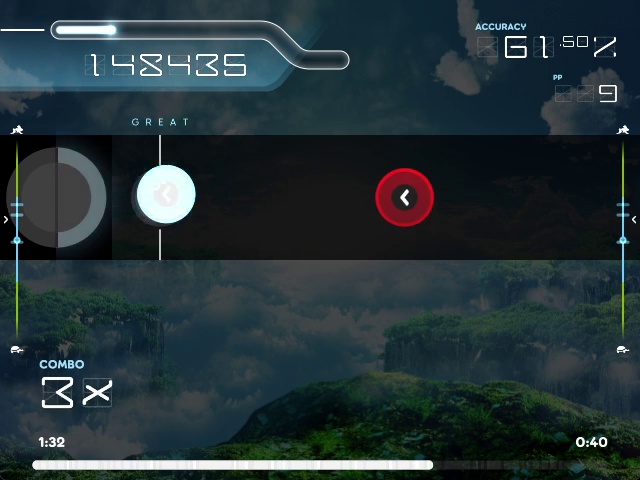 148435
ACCURACY
61.50%
PP
9
GREAT
COMBO
3x
1:32
0:40